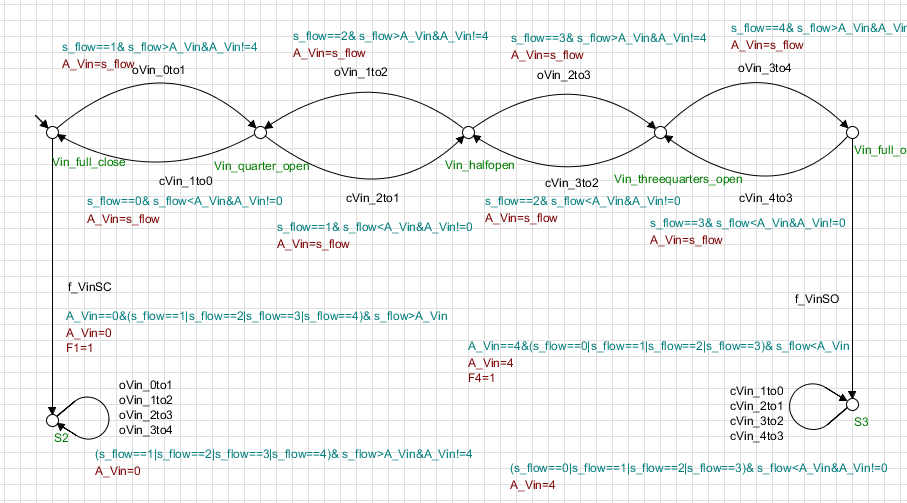 s_flow==1& s_flow>A_Vin&A_Vin!=4
A_Vin=s_flow
oVin_0to1
s_flow==2& s_flow>A_Vin&A_Vin!=4
A_Vin=s_flow
oVin_1to2
s_flow==3& s_flow>A_Vin&A_Vin!=4
A_Vin=s_flow
oVin_2to3
s_flow==4& s_flow>A_Vin&A_Vin
A_Vin=s_flow
oVin_3to4
Vin_full_close
Vin_quarter_open
Vin_halfopen
Vin_threequarters_open
Vin_full_o
cVin_1to0
s_flow==0& s_flow<A_Vin&A_Vin!=0
A_Vin=s_flow
cVin_2to1
s_flow==1& s_flow<A_Vin&A_Vin!=0
A_Vin=s_flow
cVin_3to2
s_flow==2& s_flow<A_Vin&A_Vin!=0
A_Vin=s_flow
cVin_4to3
s_flow==3& s_flow<A_Vin&A_Vin!=0
A_Vin=s_flow
f_VinSC
A_Vin==0&(s_flow==1|s_flow==2|s_flow==3|s_flow==4)& s_flow>A_Vin
A_Vin=0
F1=1
f_VinSO
A_Vin==4&(s_flow==0|s_flow==1|s_flow==2|s_flow==3)& s_flow<A_Vin
A_Vin=4
F4=1
oVin_0to1
oVin_1to2
oVin_2to3
oVin_3to4
S2
(s_flow==1|s_flow==2|s_flow==3|s_flow==4)& s_flow>A_Vin&A_Vin!=4
A_Vin=0
cVin_1to0
cVin_2to1
cVin_3to2
cVin_4to3
S3
(s_flow==0|s_flow==1|s_flow==2|s_flow==3)& s_flow<A_Vin&A_Vin!=0
A_Vin=4